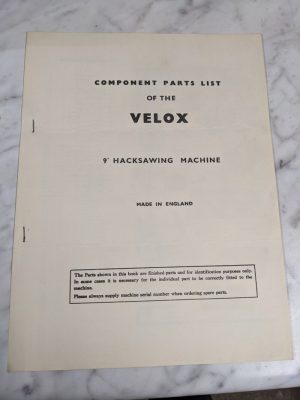 COMPONENT PARTS LIST
OF THE
VELOX
9" HACKSAWING MACHINE
MADE IN ENGLAND
The Parts shown in this book are finished parts and for identification purposes only.
In some cases it is necessary for the individual part to be correctly fitted to the
machine.
Please always supply machine serial number when ordering spare parts.